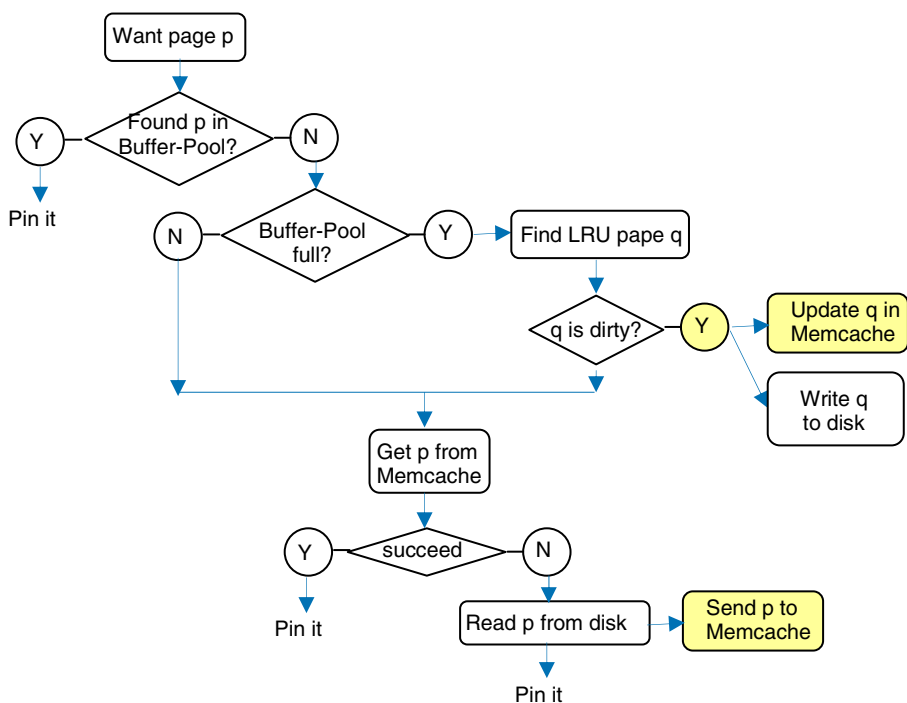 Want page p
Found p in
Buffer-Pool?
Y
N
Pin it
Buffer-Pool
full?
N
Y
Find LRU pape q
q is dirty?
Y
Update q in
Memcache
Write q
to disk
Get p from
Memcache
succeed
Y
N
Pin it
Read p from disk
Send p to
Memcache
Pin it